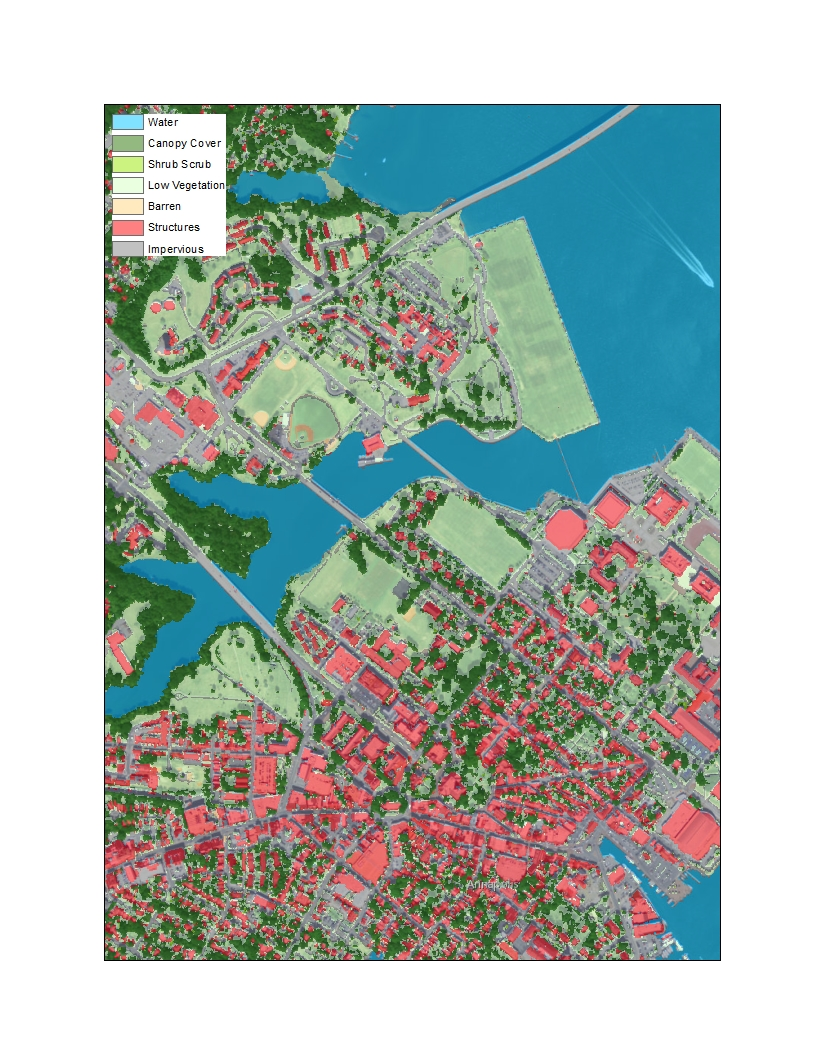 Water
Canopy Cover
Shrub Scrub
Low Vegetation
Barren
Structures
Impervious
Annapolis